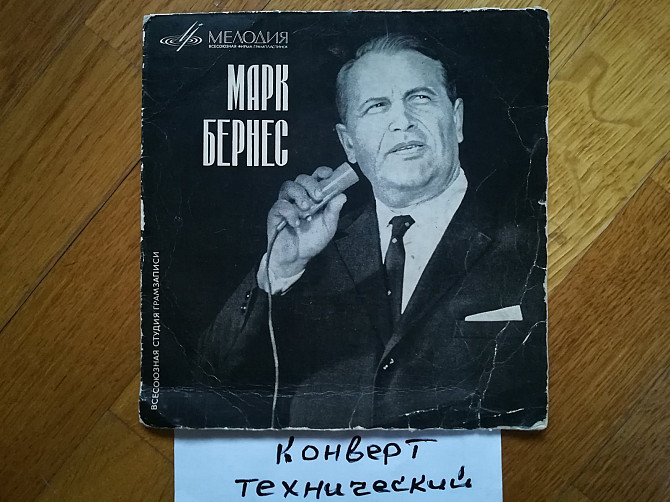 МЕЛОДИЯ
ВСЕСОЮЗНАЯ ФИРМА ГРАМПЛАСТИНОК
МАРК
БЕРНЕС
ВСЕСОЮЗНАЯ СТУДИЯ ГРАМЗАПИСИ
Конверт
технический